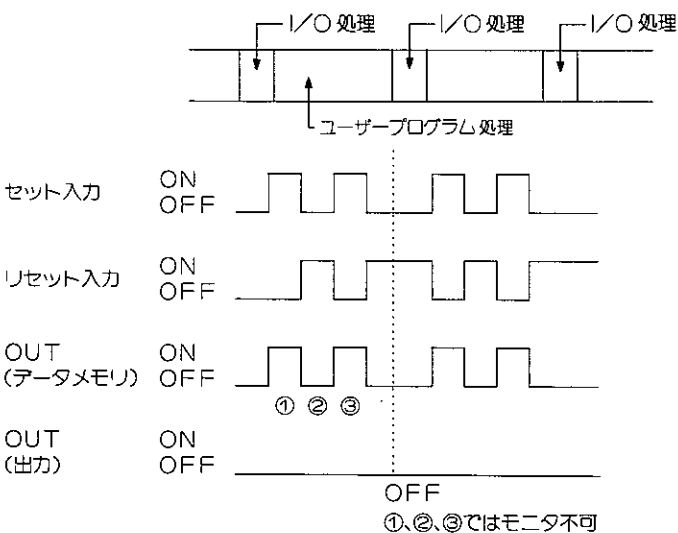 I/O 処理
I/O 処理
I/O 処理
ユーザープログラム処理
セット入力
ON
OFF
リセット入力
ON
OFF
OUT
(データメモリ)
ON
OFF
① ② ③
OUT
(出力)
ON
OFF
OFF
①、②、③ではモニタ不可